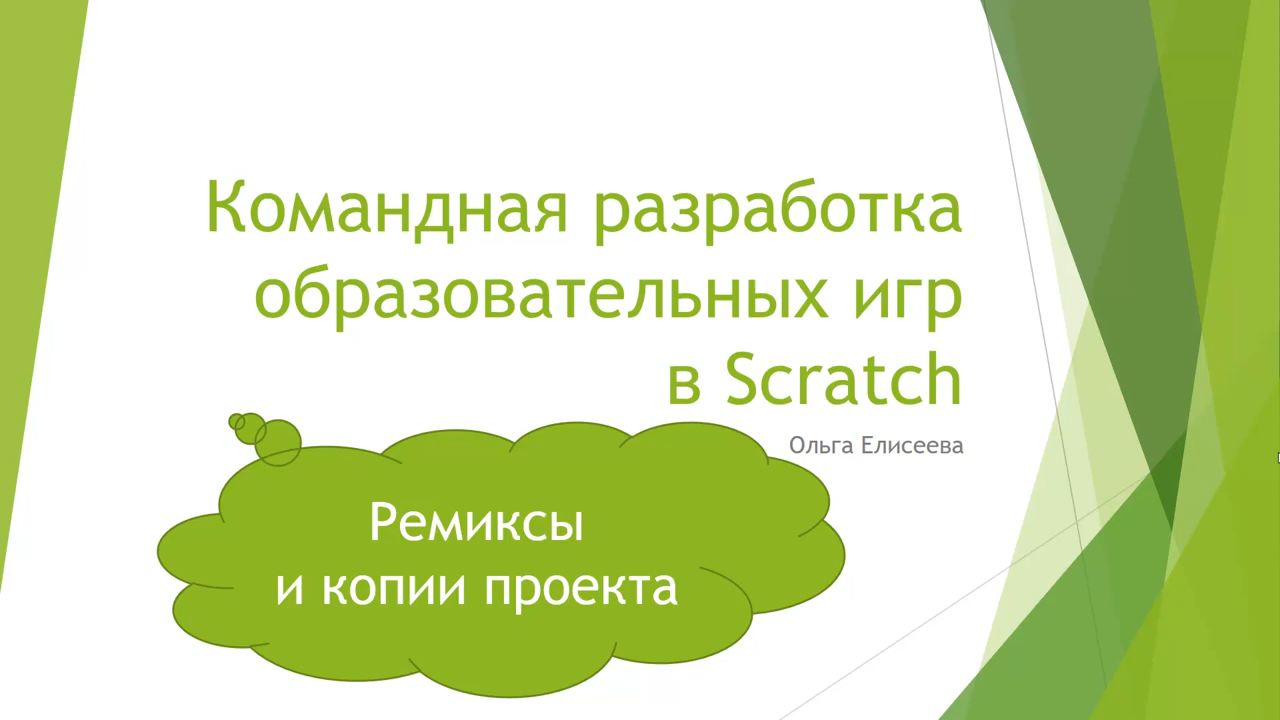 Командная разработка
образовательных игр
в Scratch
Ольга Елисеева
Ремиксы
и копии проекта